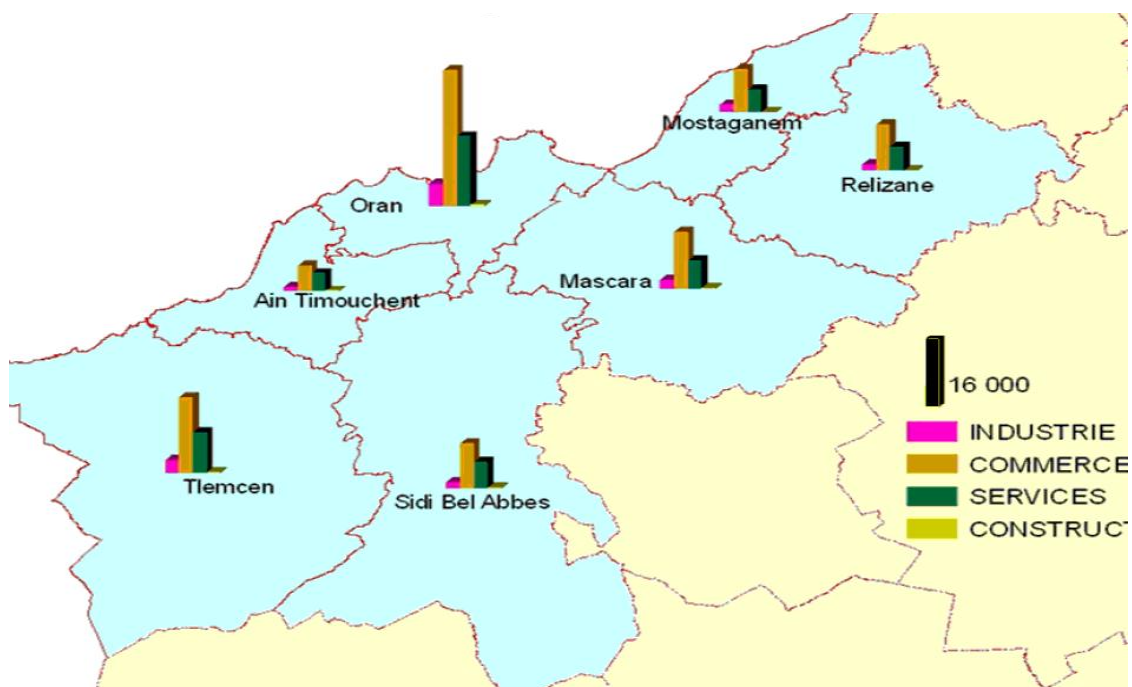 Mostaganem
Relizane
Oran
Mascara
Ain Timouchent
16 000
INDUSTRIE
COMMERCE
Tlemcen
Sidi Bel Abbes
SERVICES
CONSTRUCT